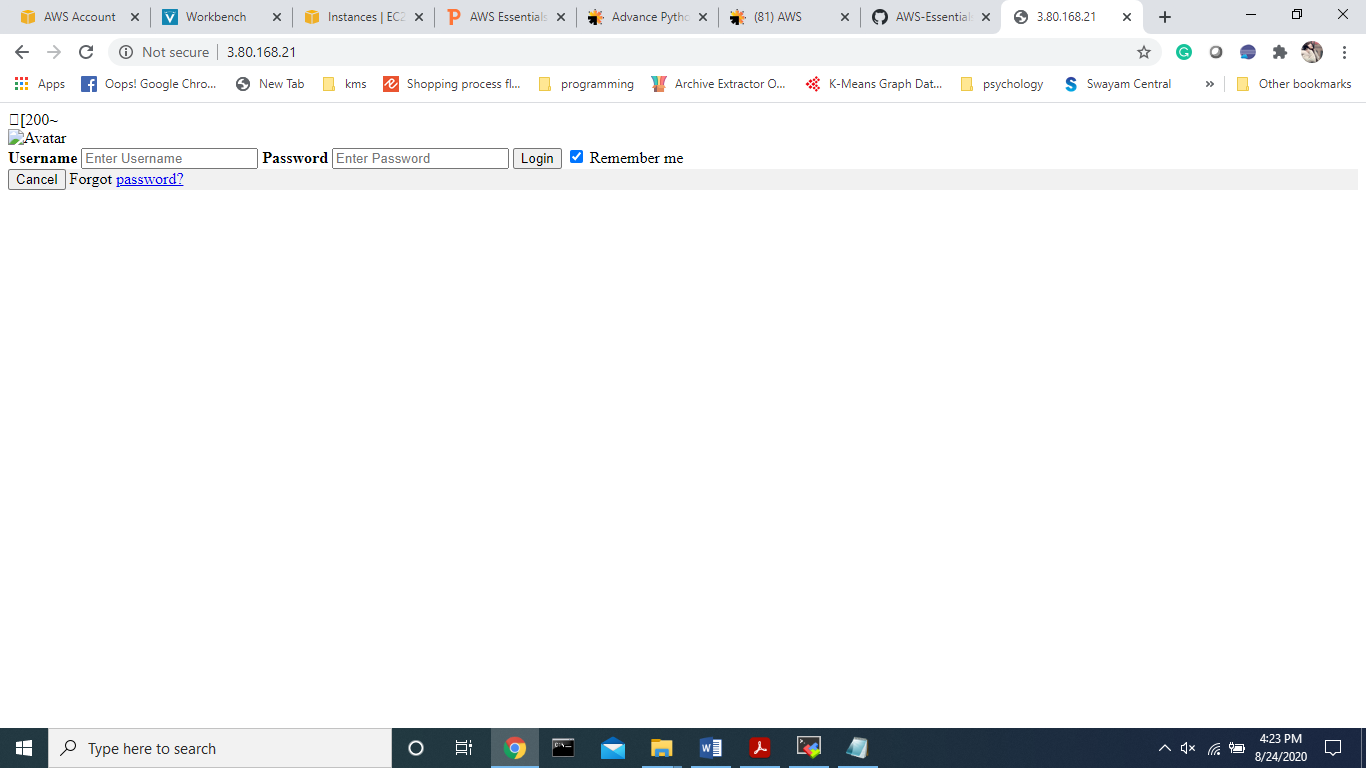 AWS Account
Workbench
Instances | EC2
AWS Essentials
Advance Pytho
(81) AWS
AWS-Essential
3.80.168.21
Not secure
3.80.168.21
Apps
Oops! Google Chro...
New Tab
kms
Shopping process fl...
programming
Archive Extractor O...
K-Means Graph Dat...
psychology
Swayam Central
»
Other bookmarks
[200~
Avatar
Username Enter Username Password Enter Password Login Remember me
Cancel Forgot password?
Type here to search
4:23 PM
8/24/2020